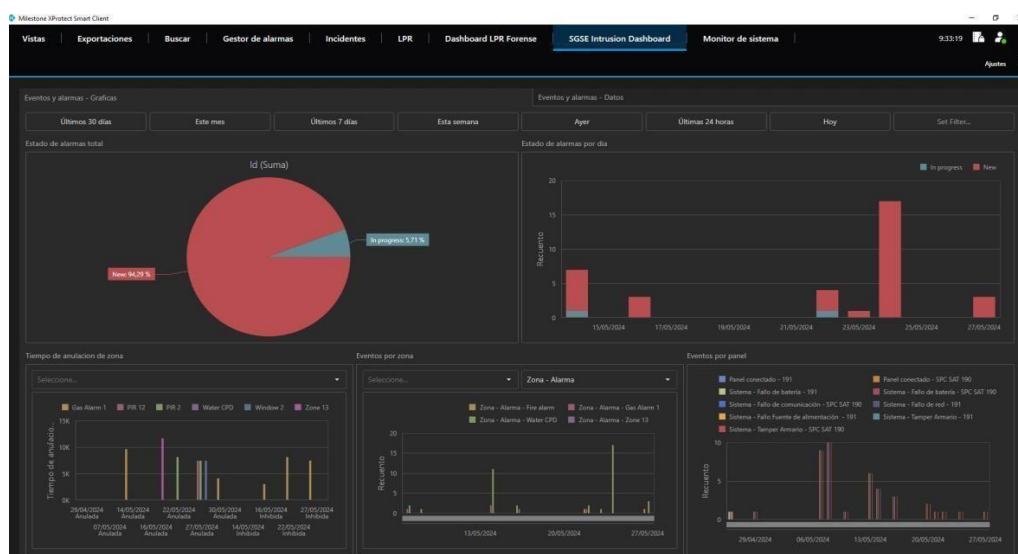 Milestone XProtect Smart Client
Vistas Exportaciones Buscar Gestor de alarmas Incidentes LPR Dashboard LPR Forense SGSE Intrusion Dashboard Monitor de sistema 9:33:19
Ajustes
Eventos y alarmas - Graficas Eventos y alarmas - Datos
Últimos 30 días Este mes Últimos 7 días Esta semana Ayer Últimas 24 horas Hoy Set Filter...
Estado de alarmas total
Id (Suma)
In progress: 5,71 %
New: 94,29 %
Estado de alarmas por dia
In progress New
Recuento
20
15
10
5
0
15/05/2024 17/05/2024 19/05/2024 21/05/2024 23/05/2024 25/05/2024 27/05/2024
Tiempo de anulacion de zona
Seleccione...
Gas Alarm 1 PIR 12 PIR 2 Water CPD Window 2 Zone 13
Tiempo de anulacio...
15K
10K
5K
0K
29/04/2024 14/05/2024 22/05/2024 30/05/2024 16/05/2024 27/05/2024
Anulada Anulada Anulada Anulada Inhibida Inhibida
07/05/2024 16/05/2024 27/05/2024 14/05/2024 22/05/2024
Anulada Anulada Anulada Inhibida Inhibida
Eventos por zona
Seleccione... Zona - Alarma
Zona - Alarma - Fire alarm Zona - Alarma - Gas Alarm 1
Zona - Alarma - Water CPD Zona - Alarma - Zone 13
Recuento
20
15
10
5
0
13/05/2024 20/05/2024 27/05/2024
Eventos por panel
Panel conectado - 191 Panel conectado - SPC SAT 190
Sistema - Fallo de batería - 191 Sistema - Fallo de batería - SPC SAT 190
Sistema - Fallo de comunicación - SPC SAT 190 Sistema - Fallo de red - 191
Sistema - Fallo Fuente de alimentación - 191 Sistema - Tamper Armario - 191
Sistema - Tamper Armario - SPC SAT 190
Recuento
10
5
0
29/04/2024 06/05/2024 13/05/2024 20/05/2024 27/05/2024